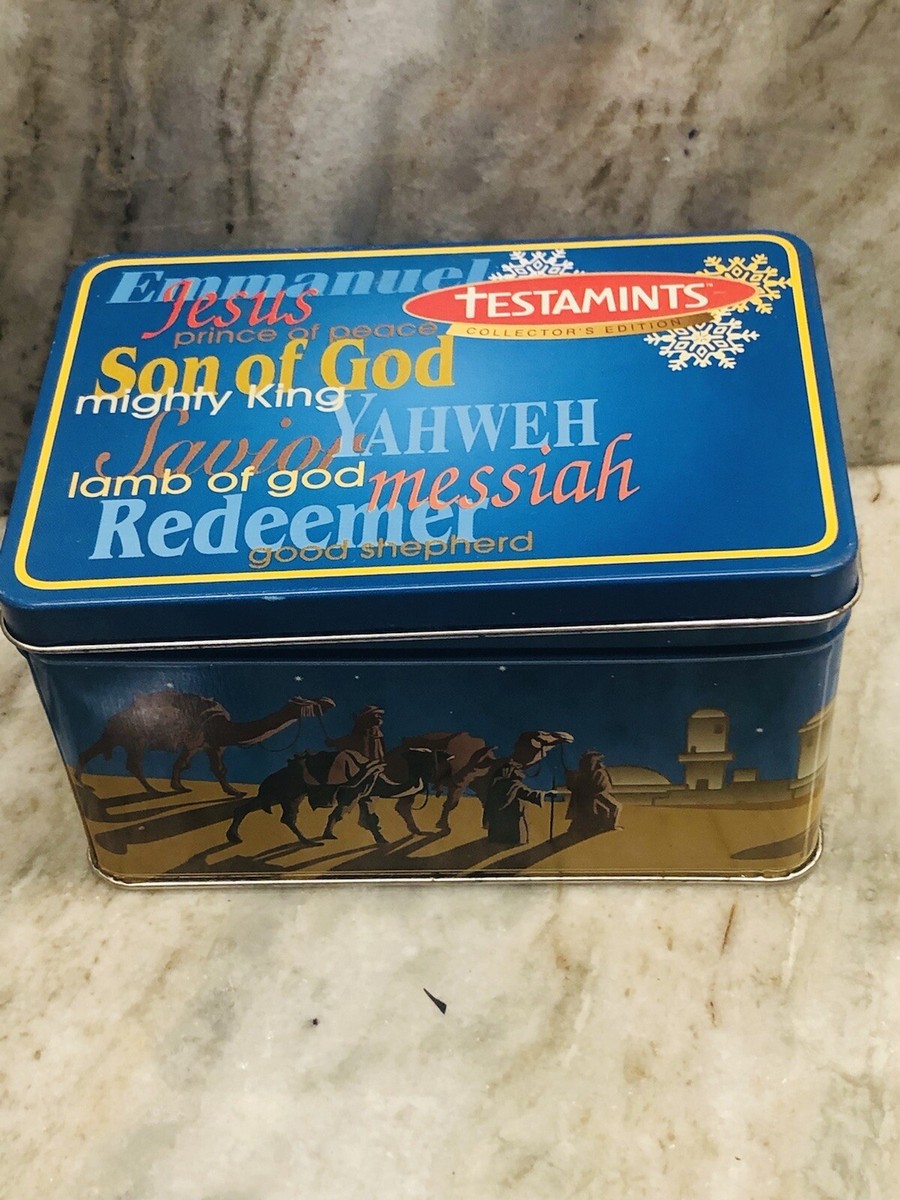 Emmanuel
Jesus
TESTAMINTS™
COLLECTOR'S EDITION
prince of peace
Son of God
mighty King
Savior
YAHWEH
lamb of god
messiah
Redeemer
good shepherd